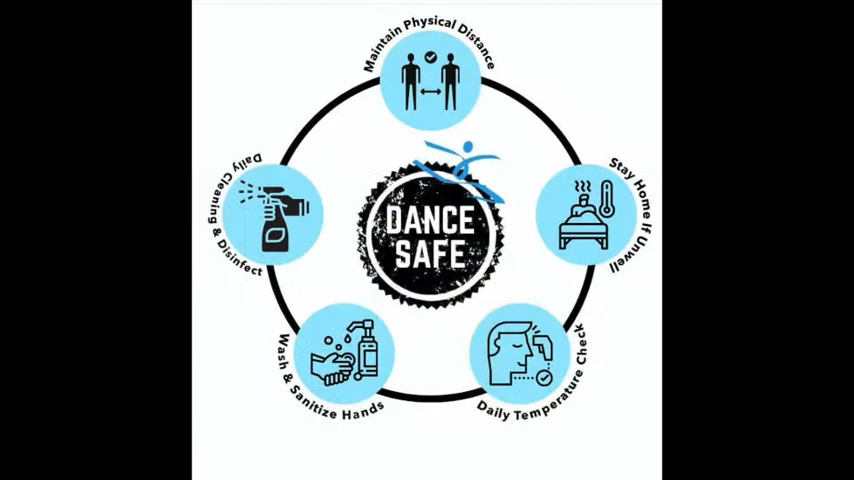 Maintain Physical Distance
Stay Home If Unwell
Daily Temperature Check
Wash & Sanitize Hands
Daily Cleaning & Disinfect
DANCE
SAFE